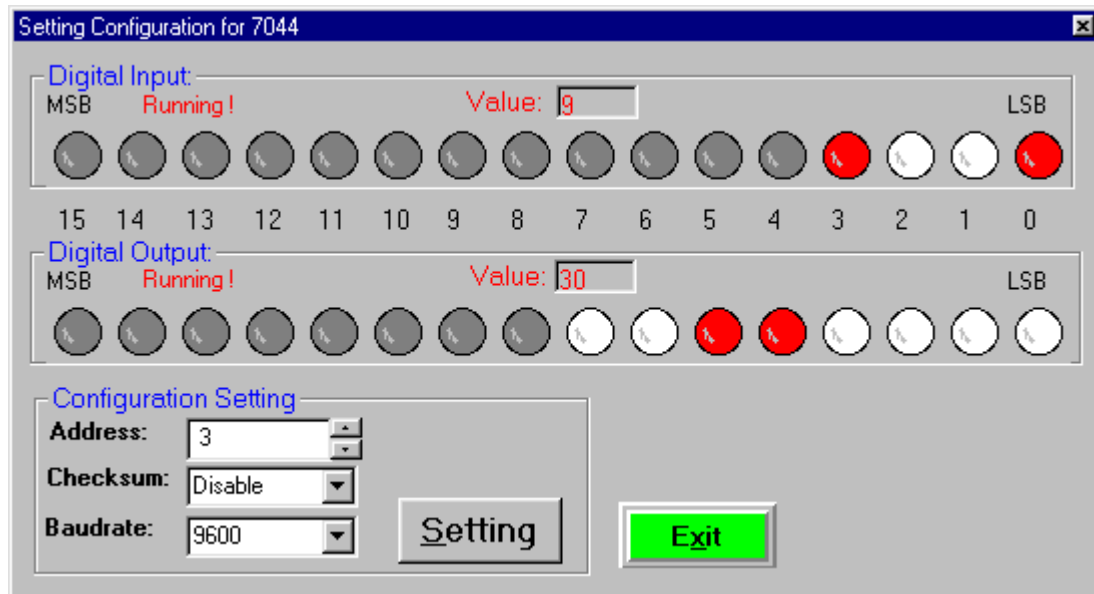 Setting Configuration for 7044
Digital Input:
MSB Running ! Value: 9 LSB
15 14 13 12 11 10 9 8 7 6 5 4 3 2 1 0
Digital Output:
MSB Running ! Value: 30 LSB
Configuration Setting
Address: 3
Checksum: Disable
Baudrate: 9600
Setting
Exit